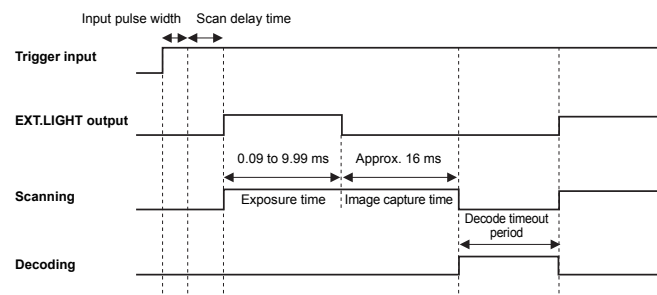 Input pulse width Scan delay time
Trigger input
EXT.LIGHT output
0.09 to 9.99 ms Approx. 16 ms
Scanning
Exposure time Image capture time
Decode timeout
period
Decoding